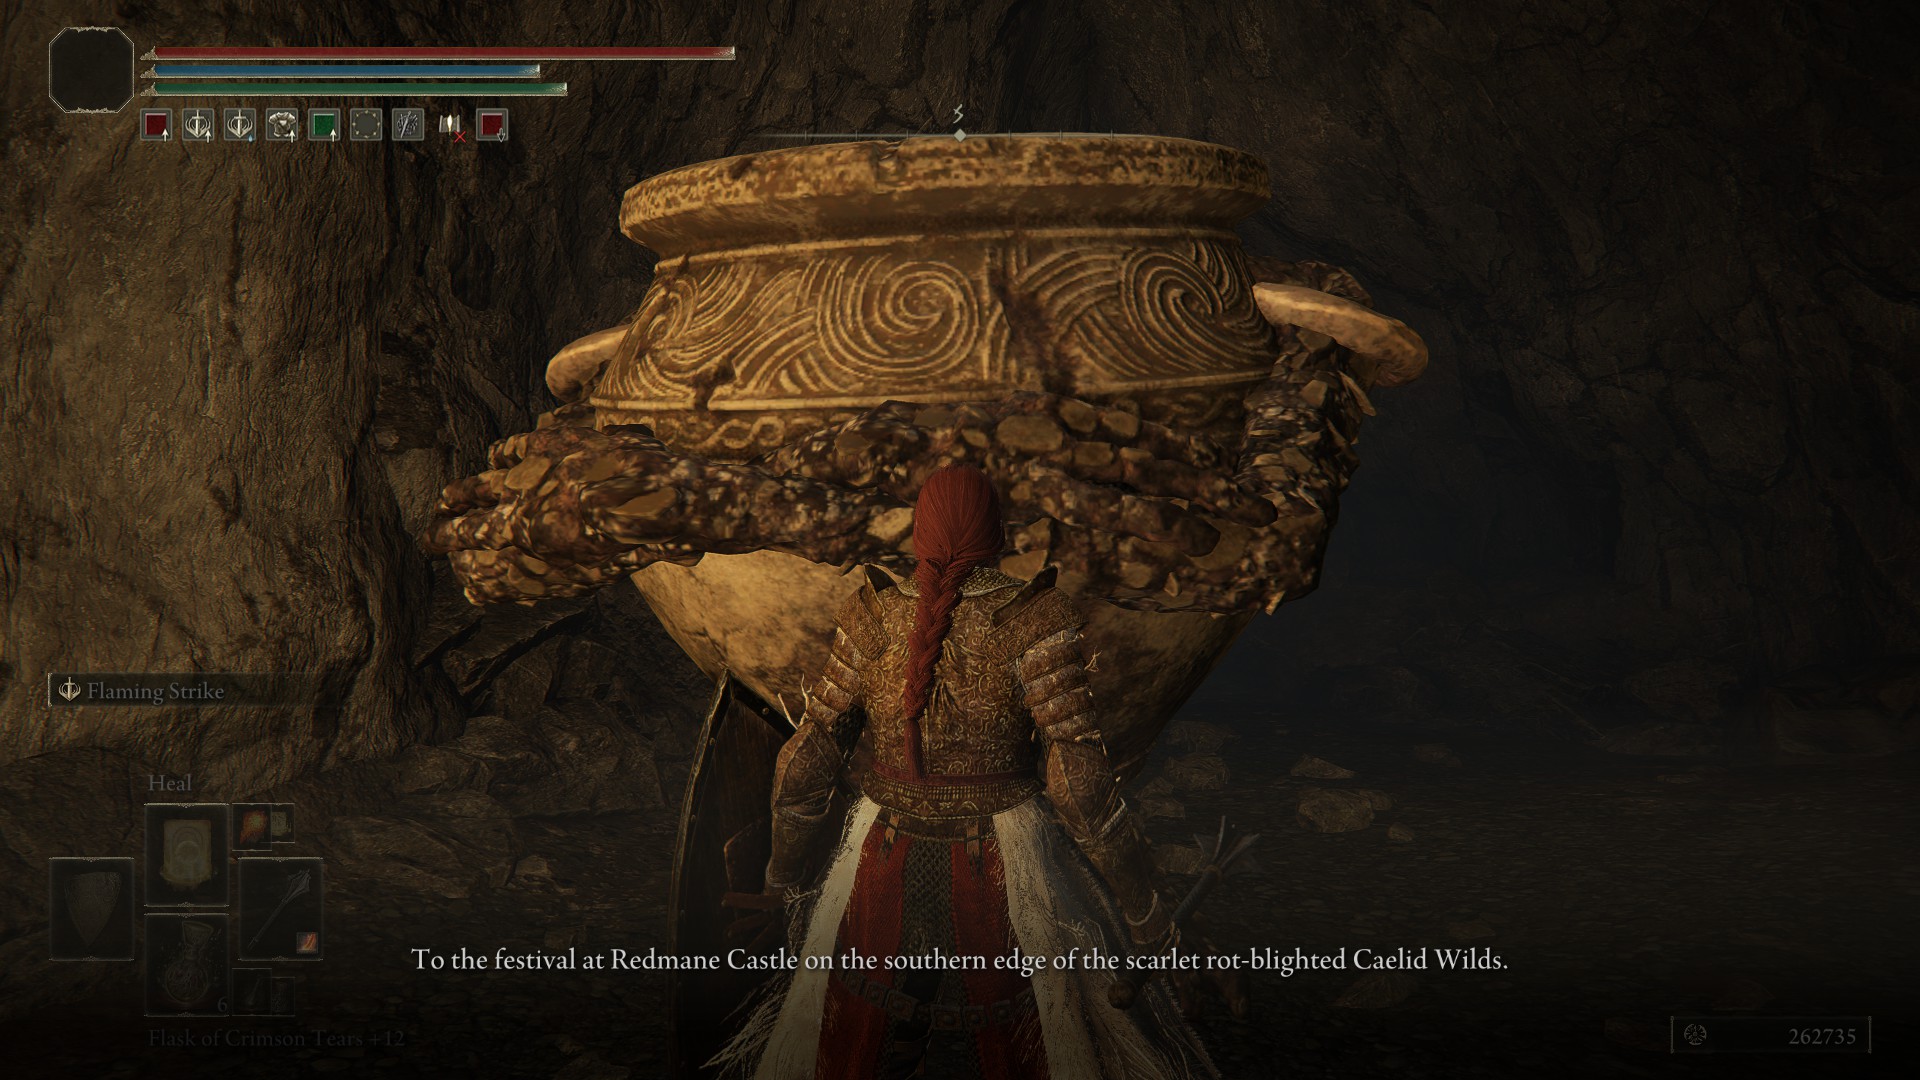 S
Flaming Strike
Heal
6
To the festival at Redmane Castle on the southern edge of the scarlet rot-blighted Caelid Wilds.
Flask of Crimson Tears +12
262735